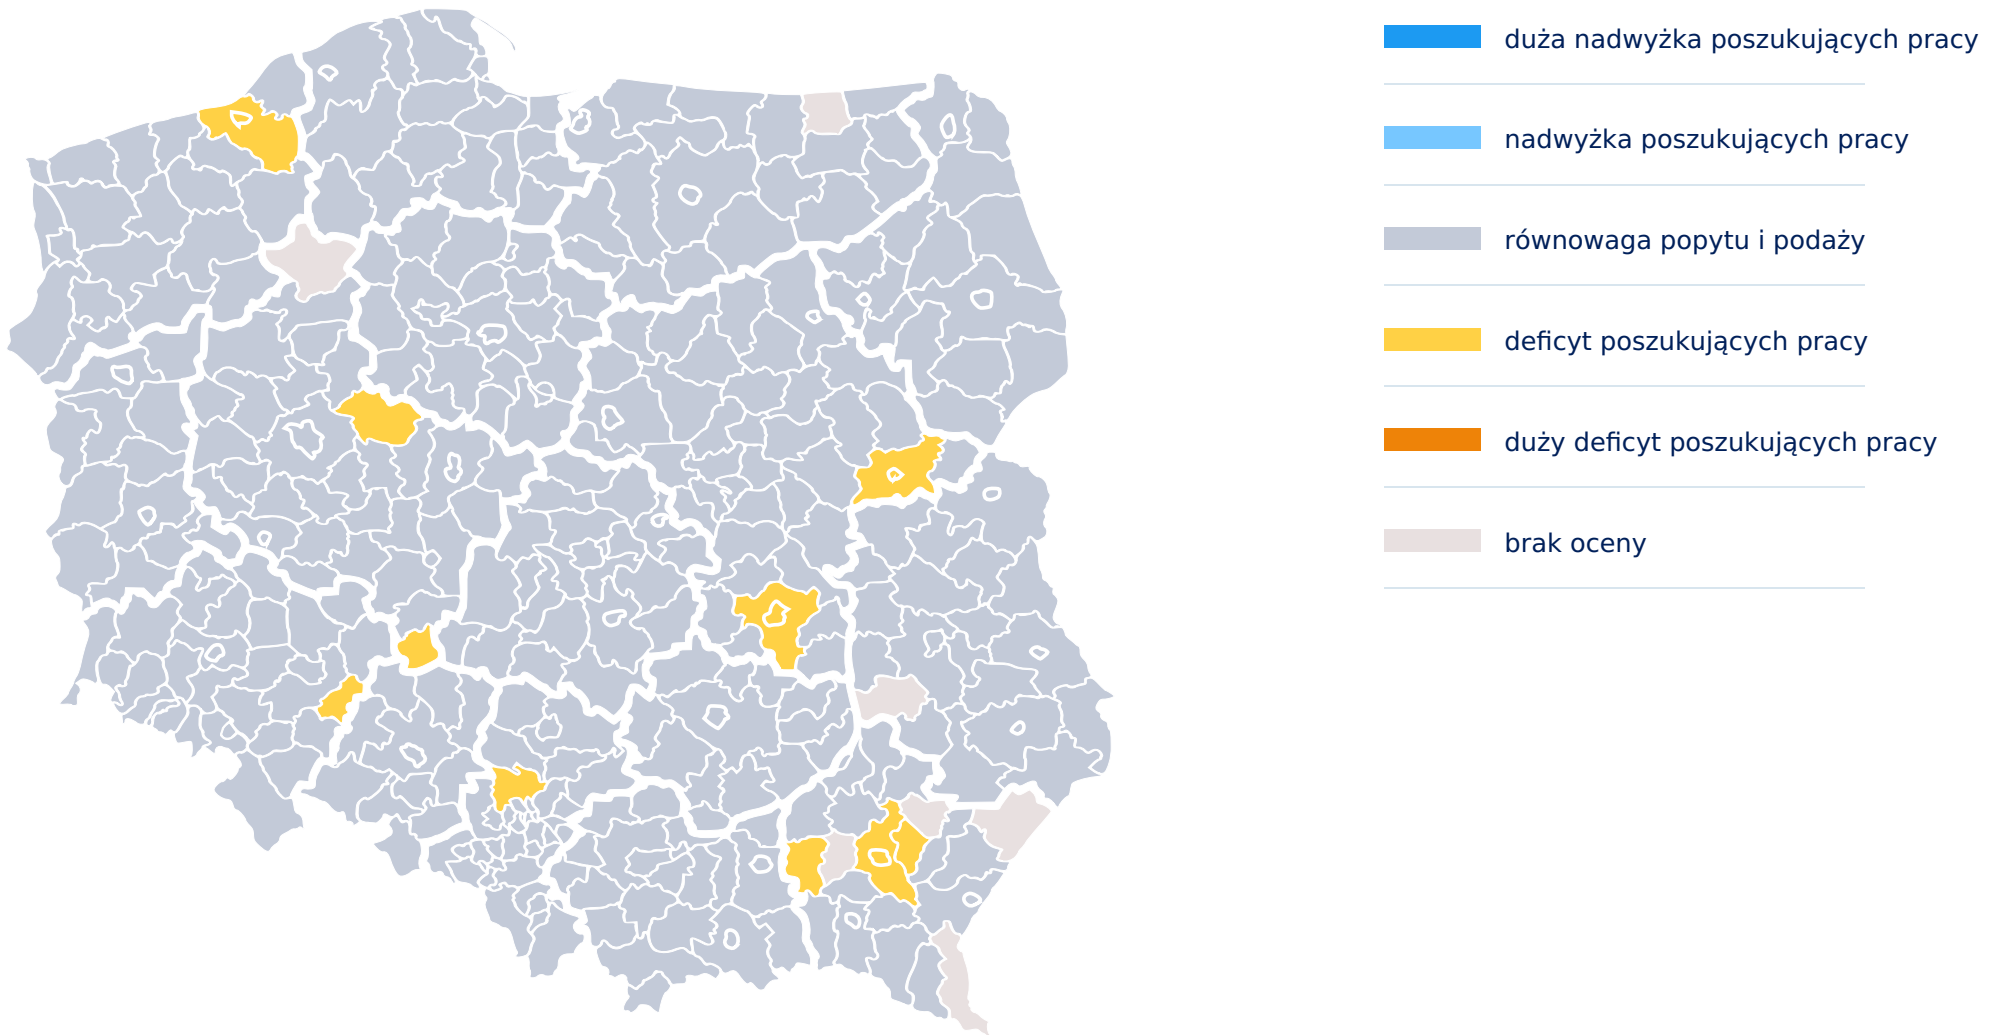 duża nadwyżka poszukujących pracy
nadwyżka poszukujących pracy
równowaga popytu i podaży
deficyt poszukujących pracy
duży deficyt poszukujących pracy
brak oceny